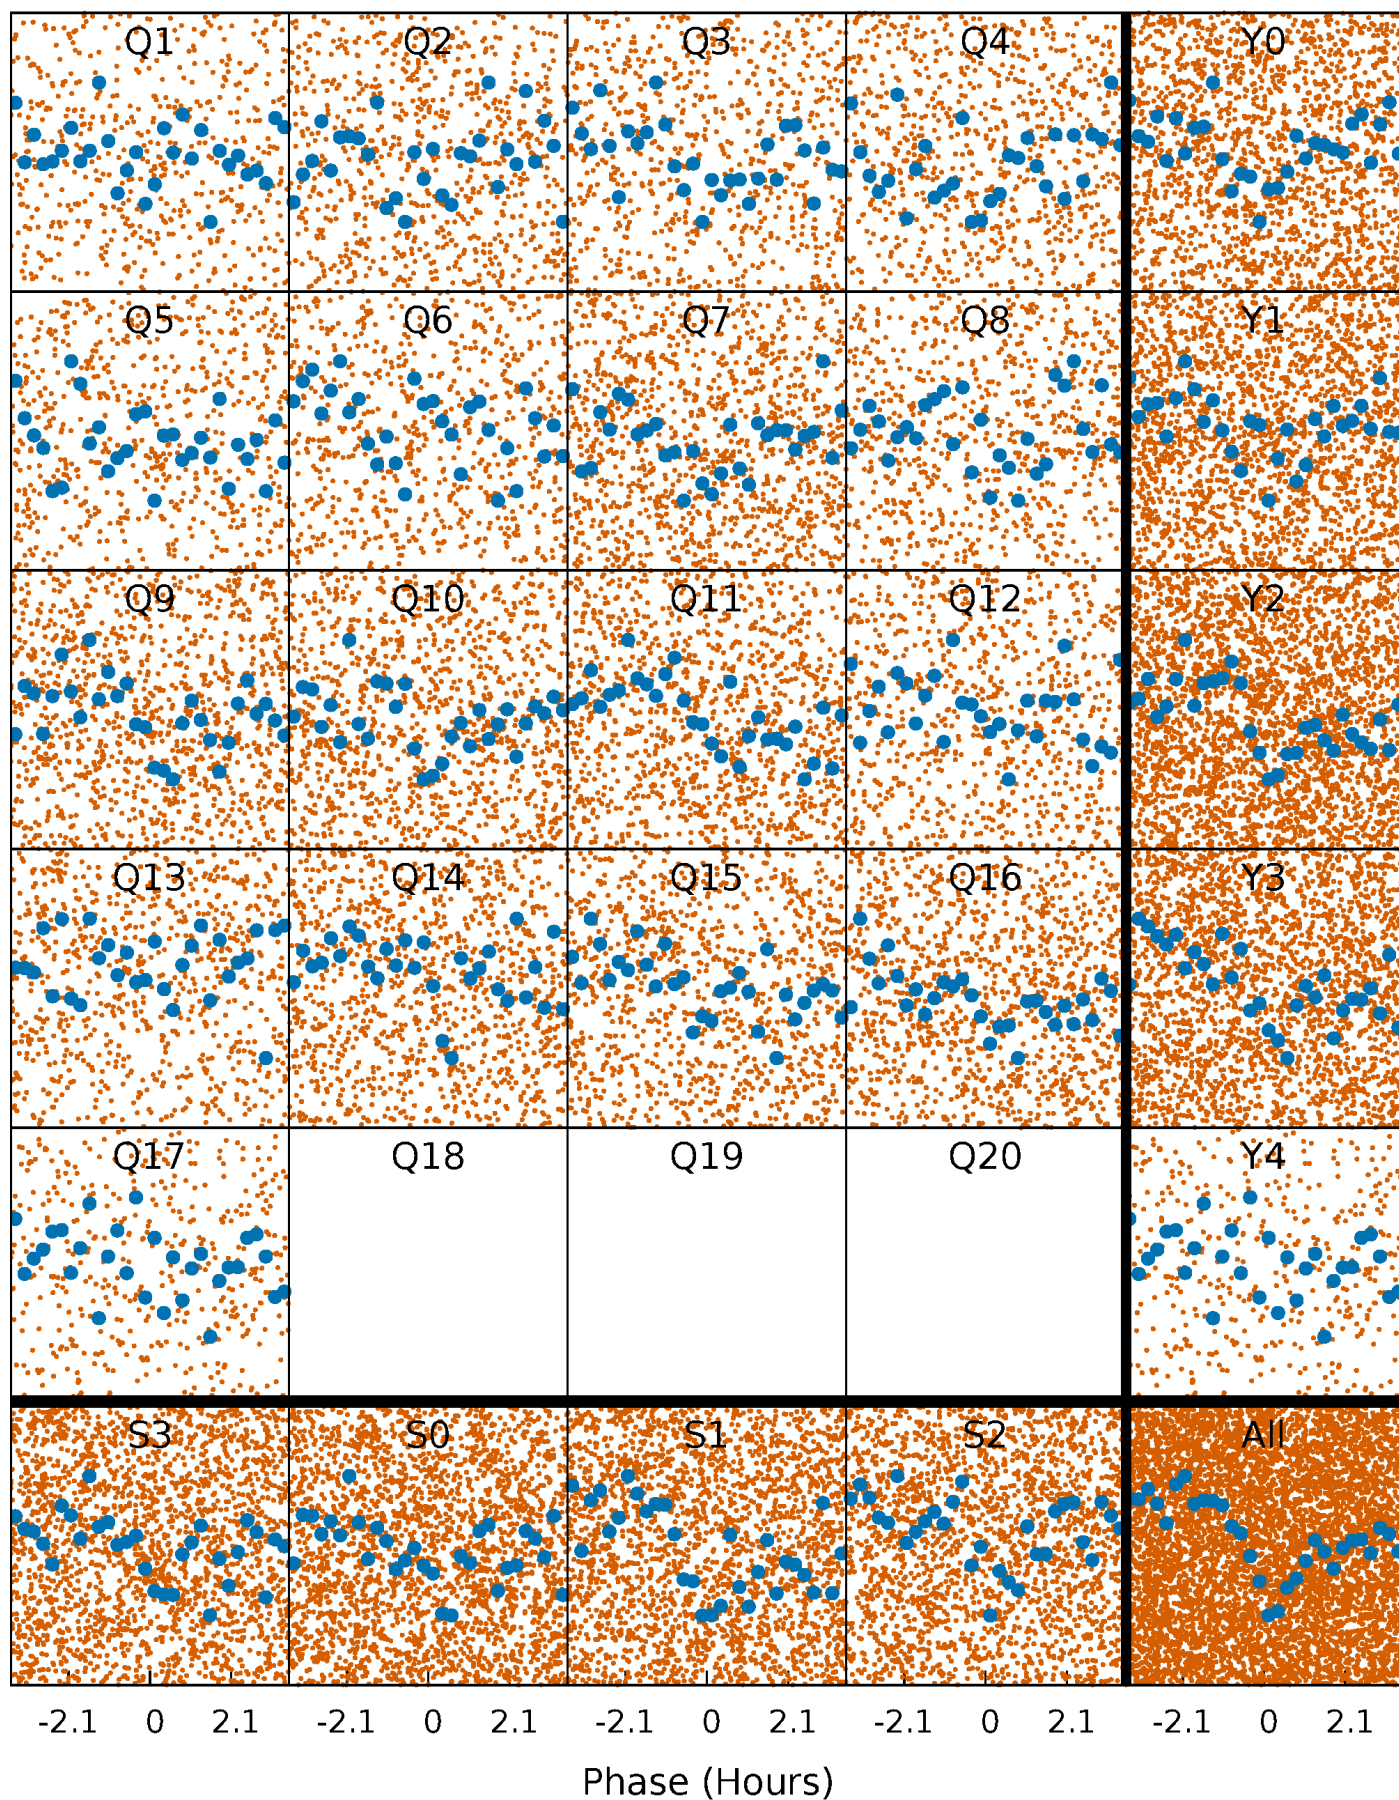 Q1 Q2 Q3 Q4 Y0
Q5 Q6 Q7 Q8 Y1
Q9 Q10 Q11 Q12 Y2
Q13 Q14 Q15 Q16 Y3
Q17 Q18 Q19 Q20 Y4
S3 S0 S1 S2 All
-2.1 0 2.1 -2.1 0 2.1 -2.1 0 2.1 -2.1 0 2.1 -2.1 0 2.1
Phase (Hours)